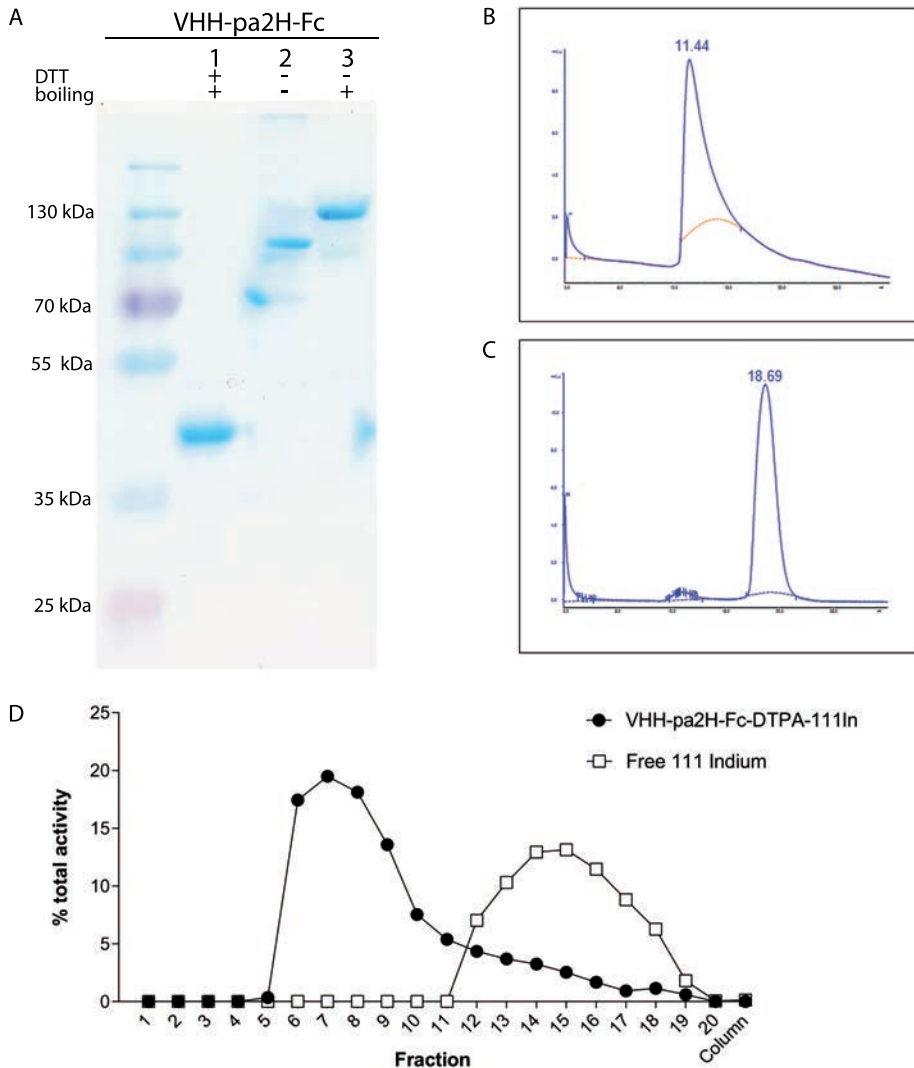 A
VHH-pa2H-Fc
1 2 3
DTT + - -
boiling + - +
130 kDa
70 kDa
55 kDa
35 kDa
25 kDa
B
11.44
C
18.69
D
25
20
15
10
5
0
% total activity
VHH-pa2H-Fc-DTPA-111In
Free 111 Indium
1 2 3 4 5 6 7 8 9 10 11 12 13 14 15 16 17 18 19 20 Column
Fraction